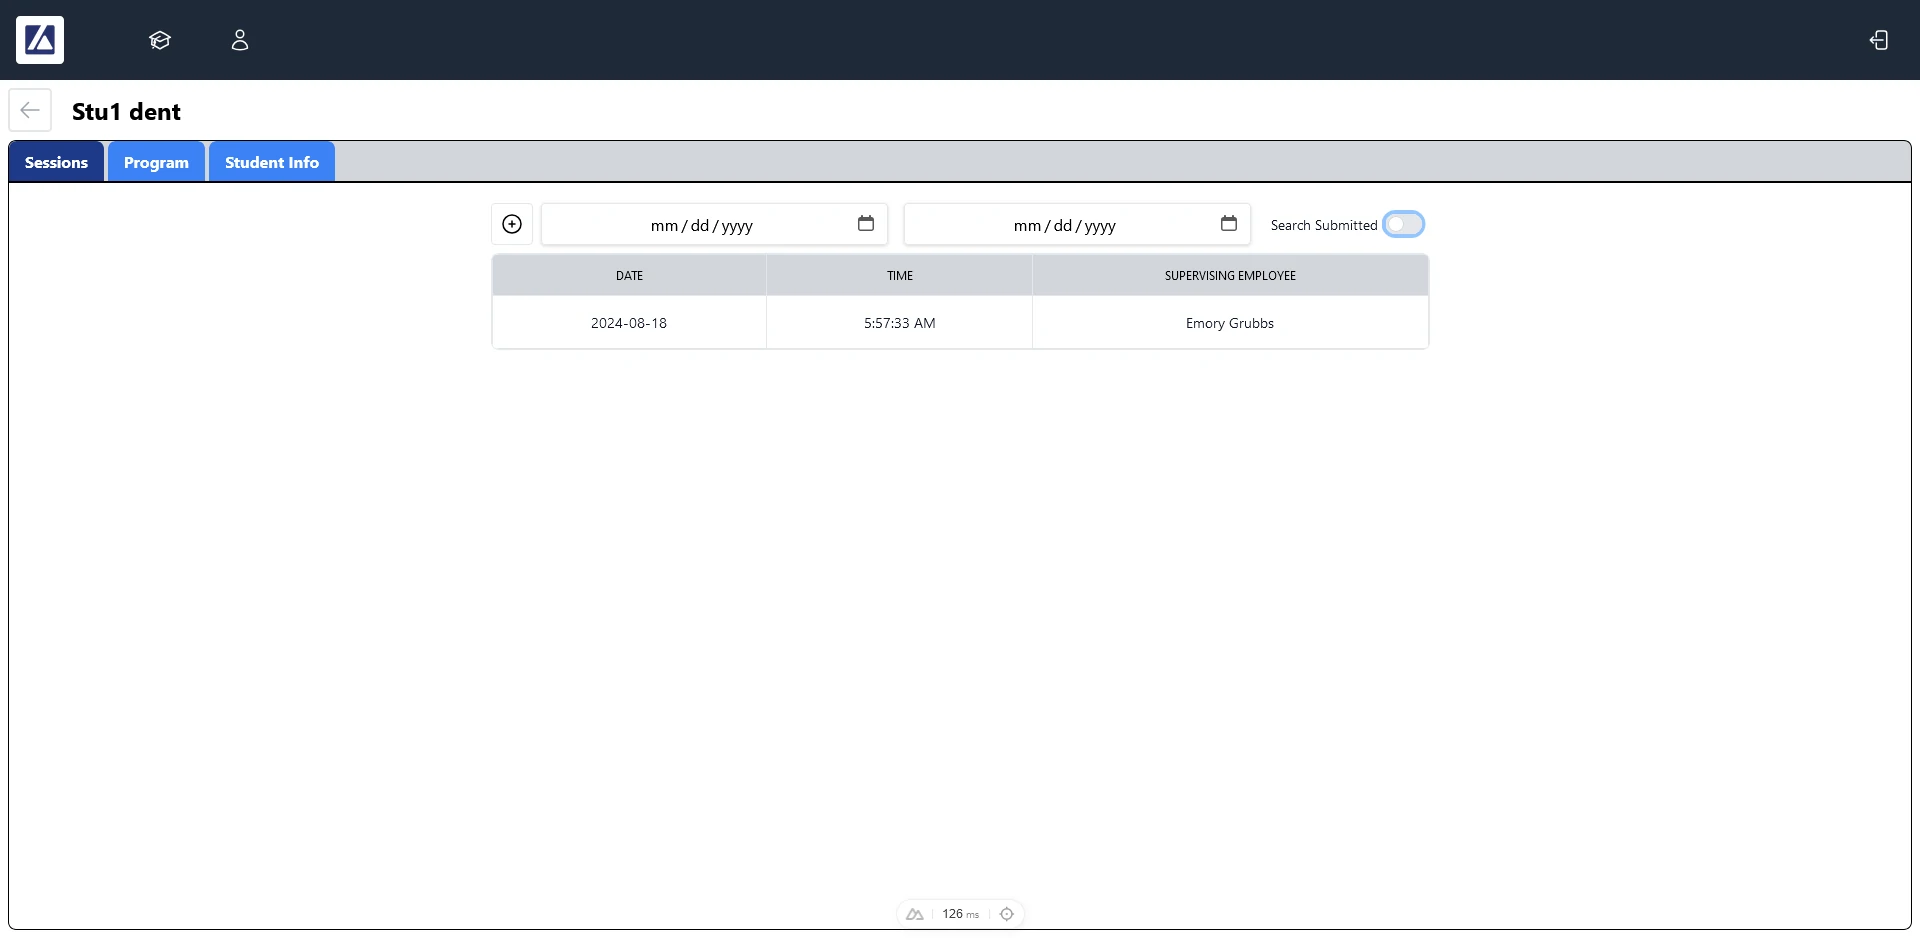 Stu1 dent
Sessions Program Student Info
mm/dd/yyyy mm/dd/yyyy Search Submitted
DATE TIME SUPERVISING EMPLOYEE
2024-08-18 5:57:33 AM Emory Grubbs
126 ms